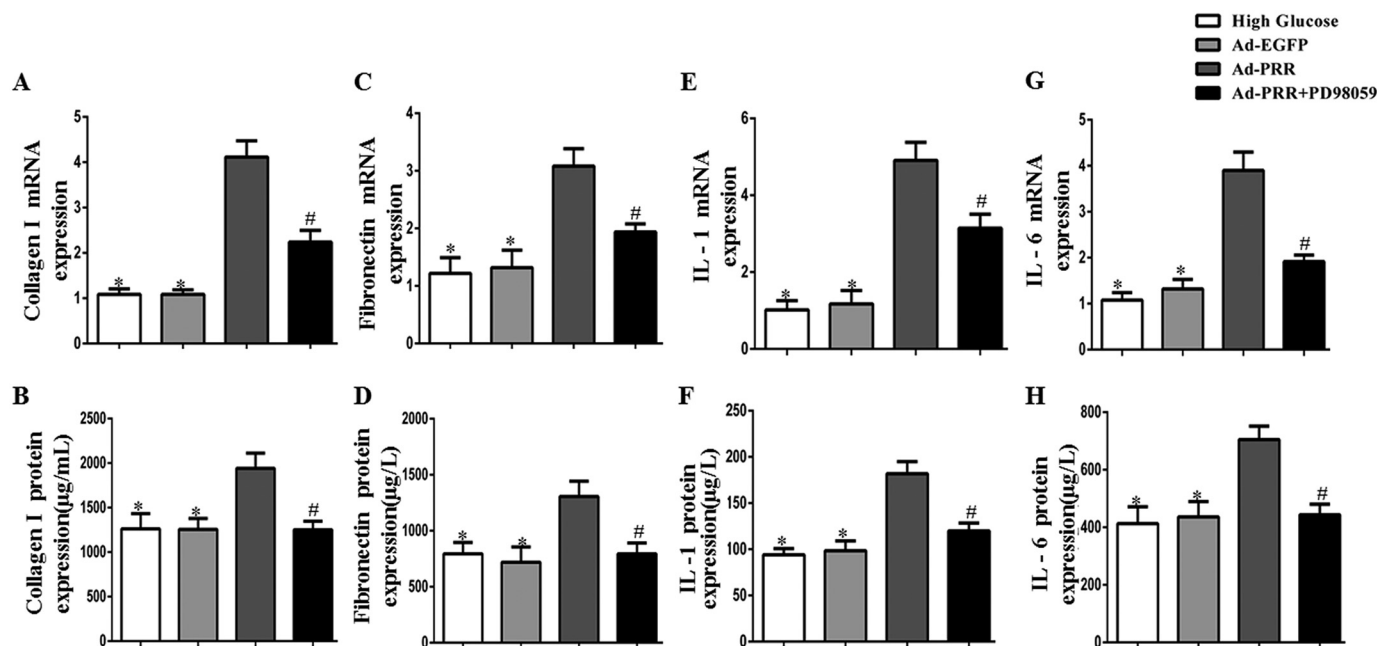 High Glucose
Ad-EGFP
Ad-PRR
Ad-PRR+PD98059
A
Collagen I mRNA
expression
5
4
3
2
1
0
*
*
#
C
Fibronectin mRNA
expression
4
3
2
1
0
*
*
#
E
IL - 1 mRNA
expression
6
4
2
0
*
*
#
G
IL - 6 mRNA
expression
5
4
3
2
1
0
*
*
#
B
Collagen I protein
expression(µg/mL)
2500
2000
1500
1000
500
0
*
*
#
D
Fibronectin protein
expression(µg/L)
2000
1500
1000
500
0
*
*
#
F
IL -1 protein
expression(µg/L)
250
200
150
100
50
0
*
*
#
H
IL - 6 protein
expression(µg/L)
800
600
400
200
0
*
*
#